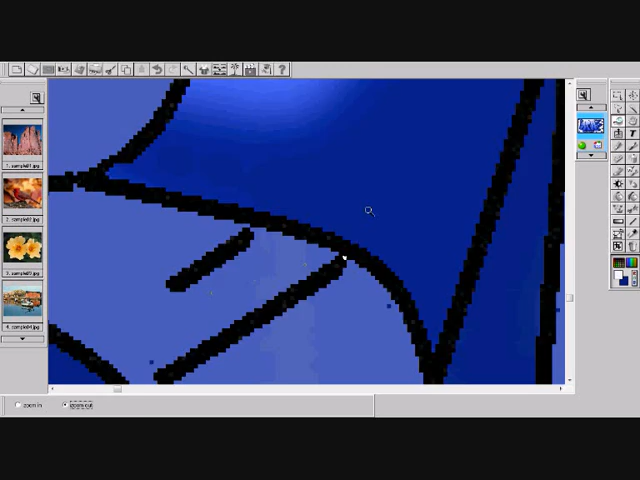 1. sample01.jpg
2. sample02.jpg
3. sample03.jpg
4. sample04.jpg
zoom in
zoom out